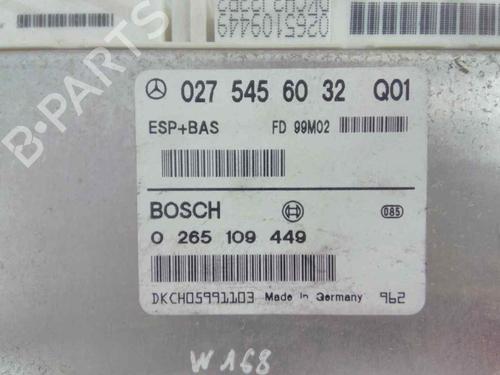 0265109449
027 545 60 32 Q01
ESP+BAS FD 99M02
BOSCH 085
0 265 109 449
DKCH05991103 Made in Germany 962
W168
B-PARTS